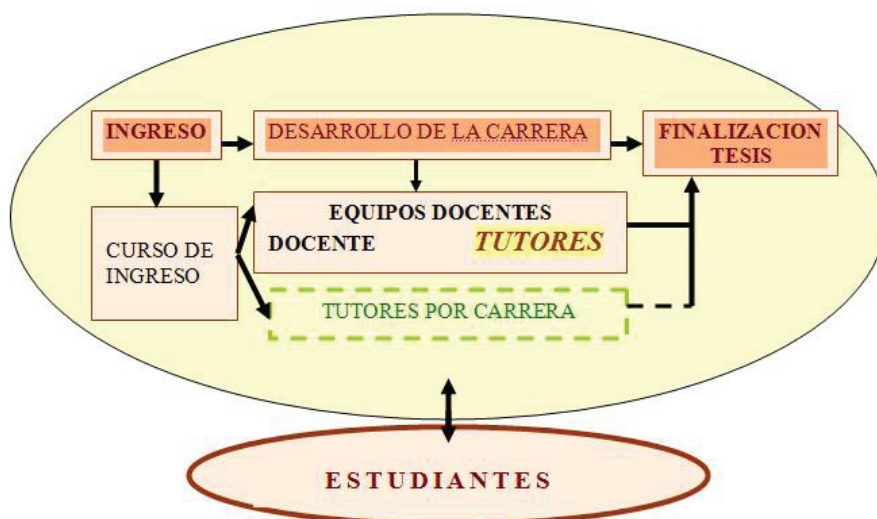 INGRESO
DESARROLLO DE LA CARRERA
FINALIZACION
TESIS
CURSO DE
INGRESO
EQUIPOS DOCENTES
DOCENTE TUTORES
TUTORES POR CARRERA
ESTUDIANTES